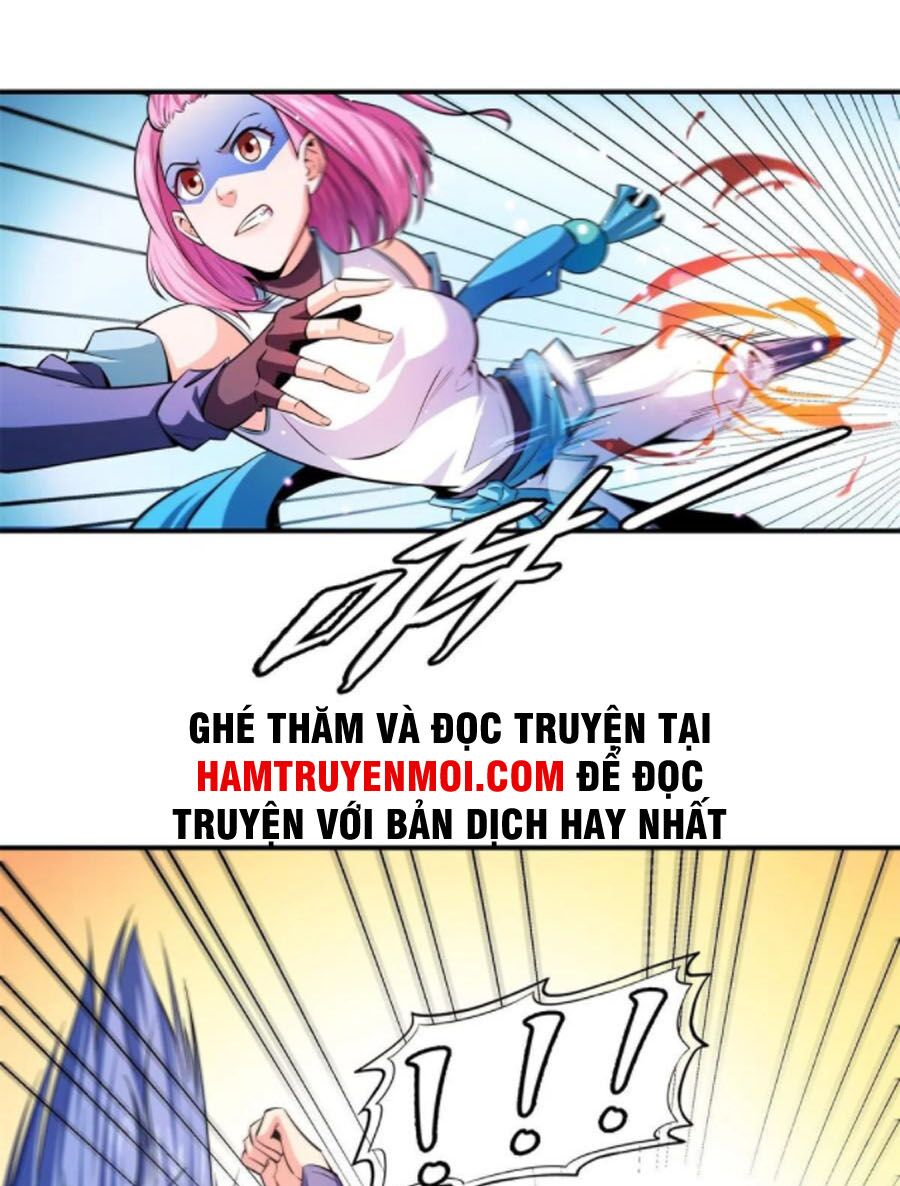 GHÉ THĂM VÀ ĐỌC TRUYỆN TẠI
HAMTRUYENMOI.COM ĐỂ ĐỌC
TRUYỆN VỚI BẢN DỊCH HAY NHẤT
! ! !